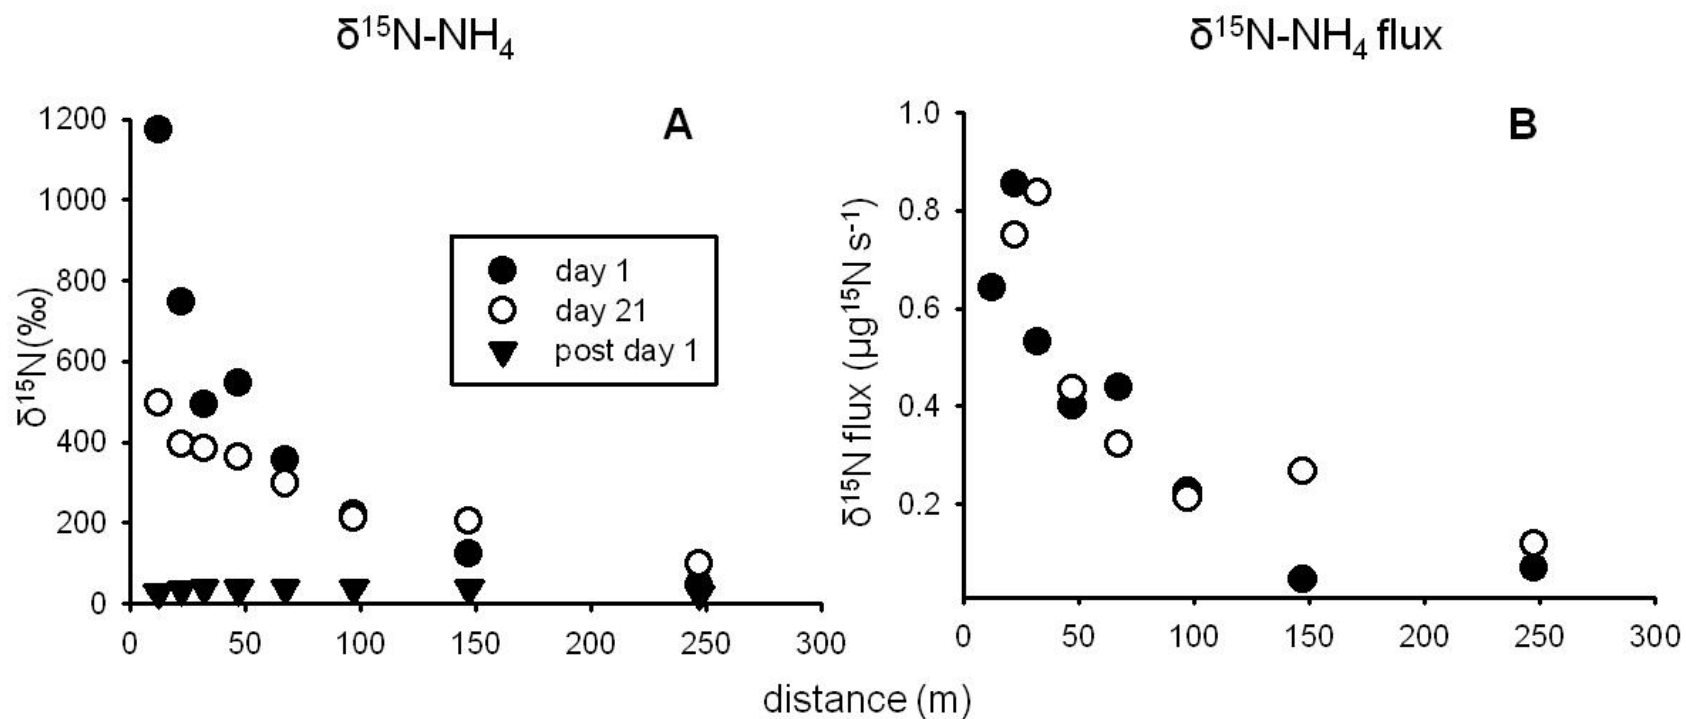 δ¹⁵N-NH₄
δ¹⁵N-NH₄ flux
A
B
1200
1000
800
600
400
200
0
δ¹⁵N(‰)
day 1
day 21
post day 1
0 50 100 150 200 250 300
1.0
0.8
0.6
0.4
0.2
δ¹⁵N flux (µg¹⁵N s⁻¹)
0 50 100 150 200 250 300
distance (m)